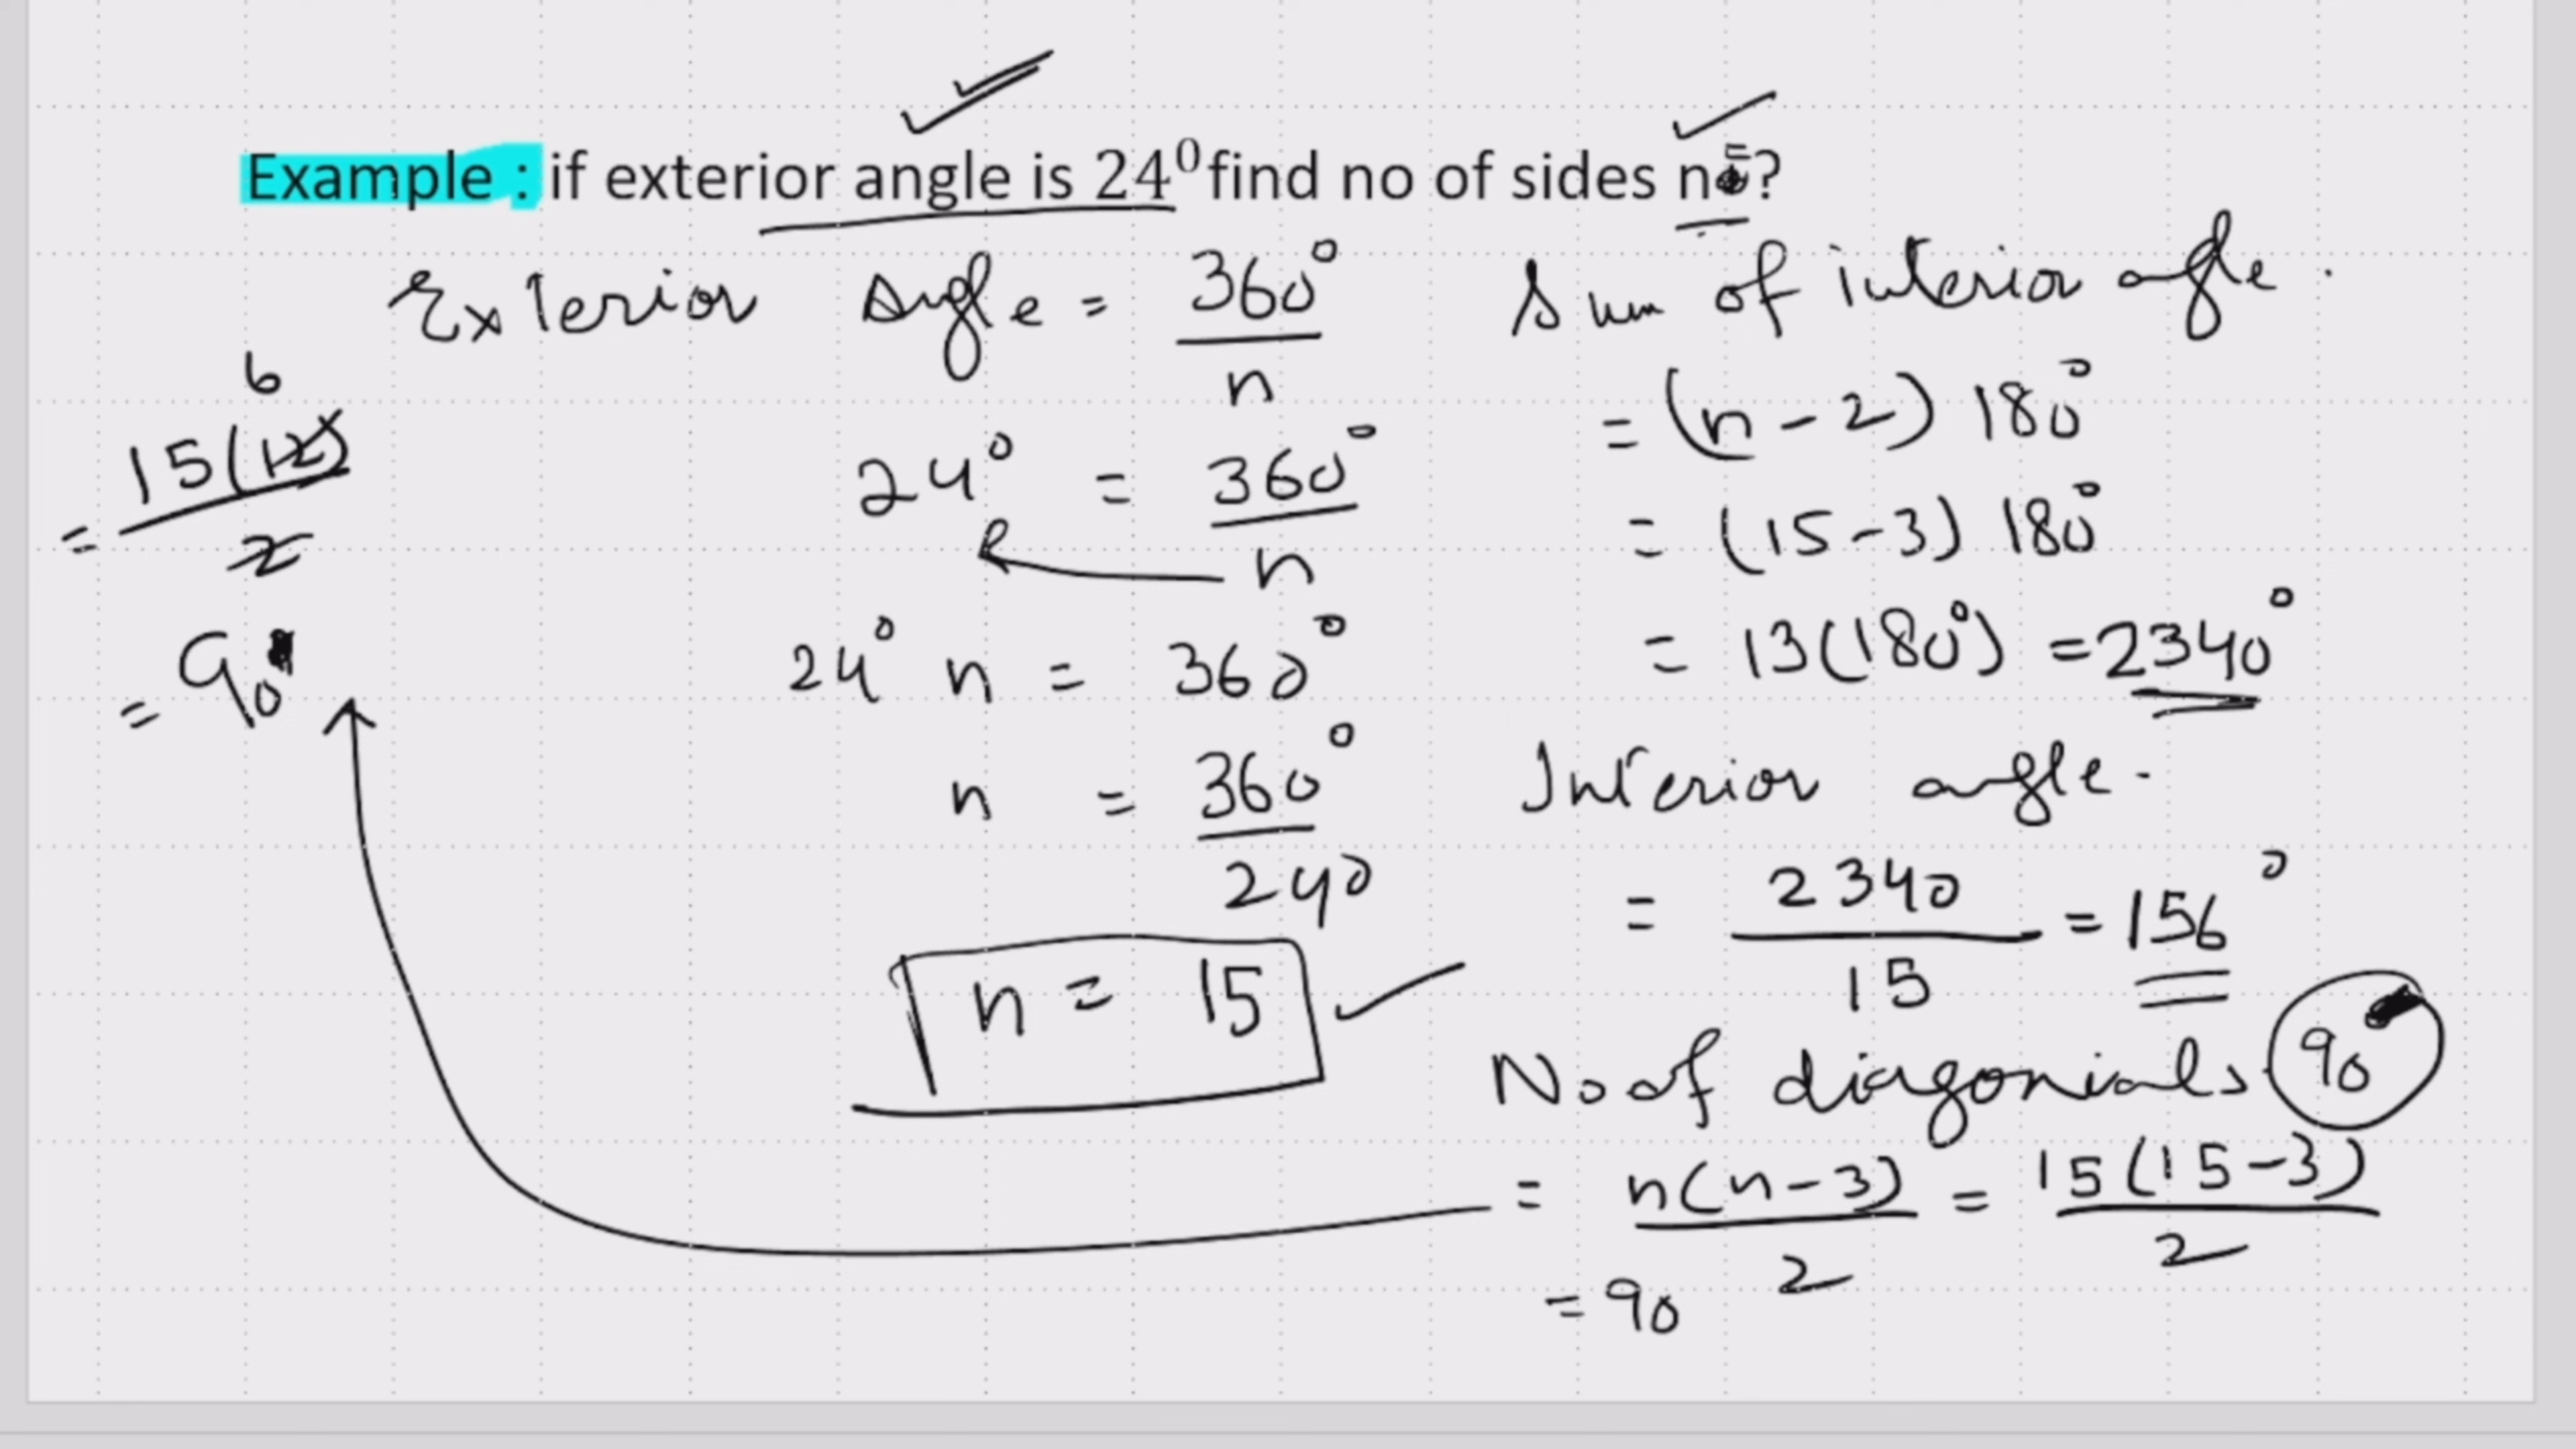 Example : if exterior angle is 24⁰ find no of sides no?
Exterior Angle = 360°/n
24° = 360°/n
24° n = 360°
n = 360°/24°
n = 15
Sum of interior angle.
= (n - 2) 180°
= (15 - 3) 180°
= 13(180°) = 2340°
Interior angle.
= 2340/15 = 156°
No of diagonials 90
= n(n-3)/2 = 15(15-3)/2
= 90
6
= 15(12)/2
= 90